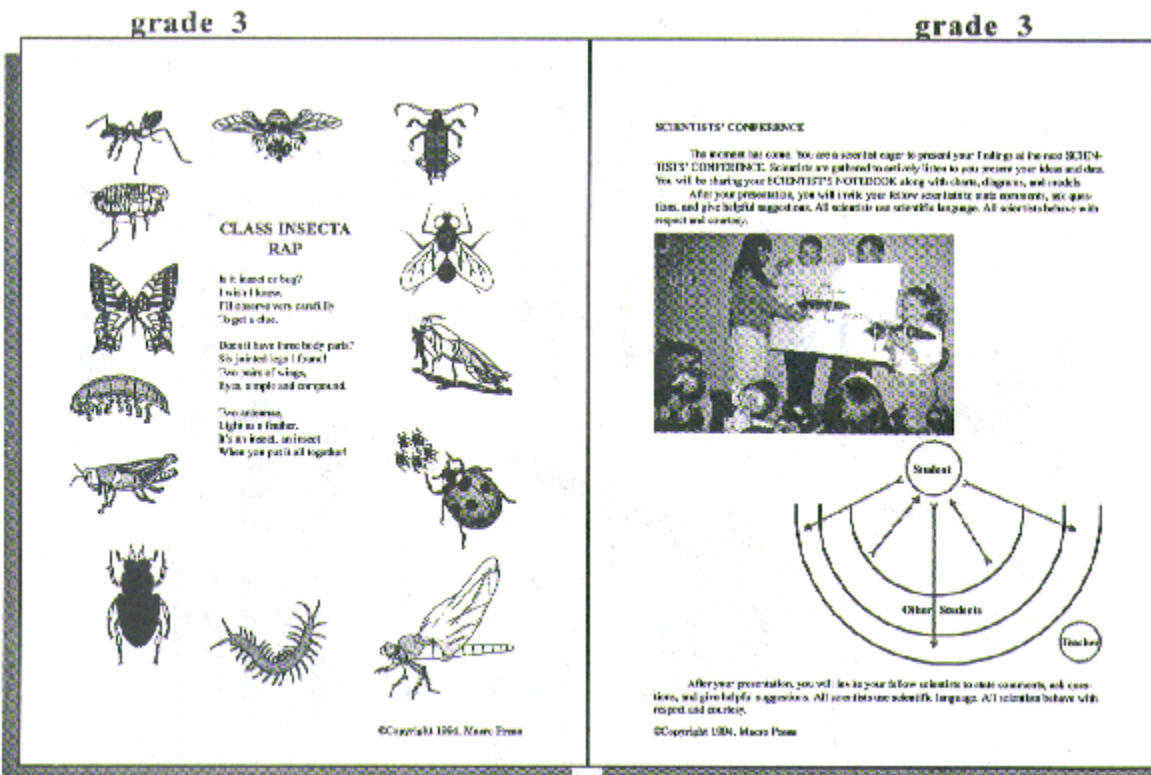 grade 3
CLASS INSECTA
RAP
Is it insect or bug?
I wish I knew.
I'll observe very carefully
To get a clue.
Does it have three body parts?
Six jointed legs I found!
Two pairs of wings,
Eyes, simple and compound.
Two antennae,
Light as a feather.
It's an insect, an insect
When you put it all together!
©Copyright 1994, Macro Press
grade 3
SCIENTISTS' CONFERENCE
The moment has come. You are a scientist eager to present your findings at the next SCIEN-
TISTS' CONFERENCE. Scientists are gathered to actively listen to you present your ideas and data.
You will be sharing your SCIENTIST'S NOTEBOOK along with charts, diagrams, and models.
After your presentation, you will invite your fellow scientists to state comments, ask ques-
tions, and give helpful suggestions. All scientists use scientific language. All scientists behave with
respect and courtesy.
Student
Other Students
Teacher
After your presentation, you will invite your fellow scientists to state comments, ask ques-
tions, and give helpful suggestions. All scientists use scientific language. All scientists behave with
respect and courtesy.
©Copyright 1994, Macro Press